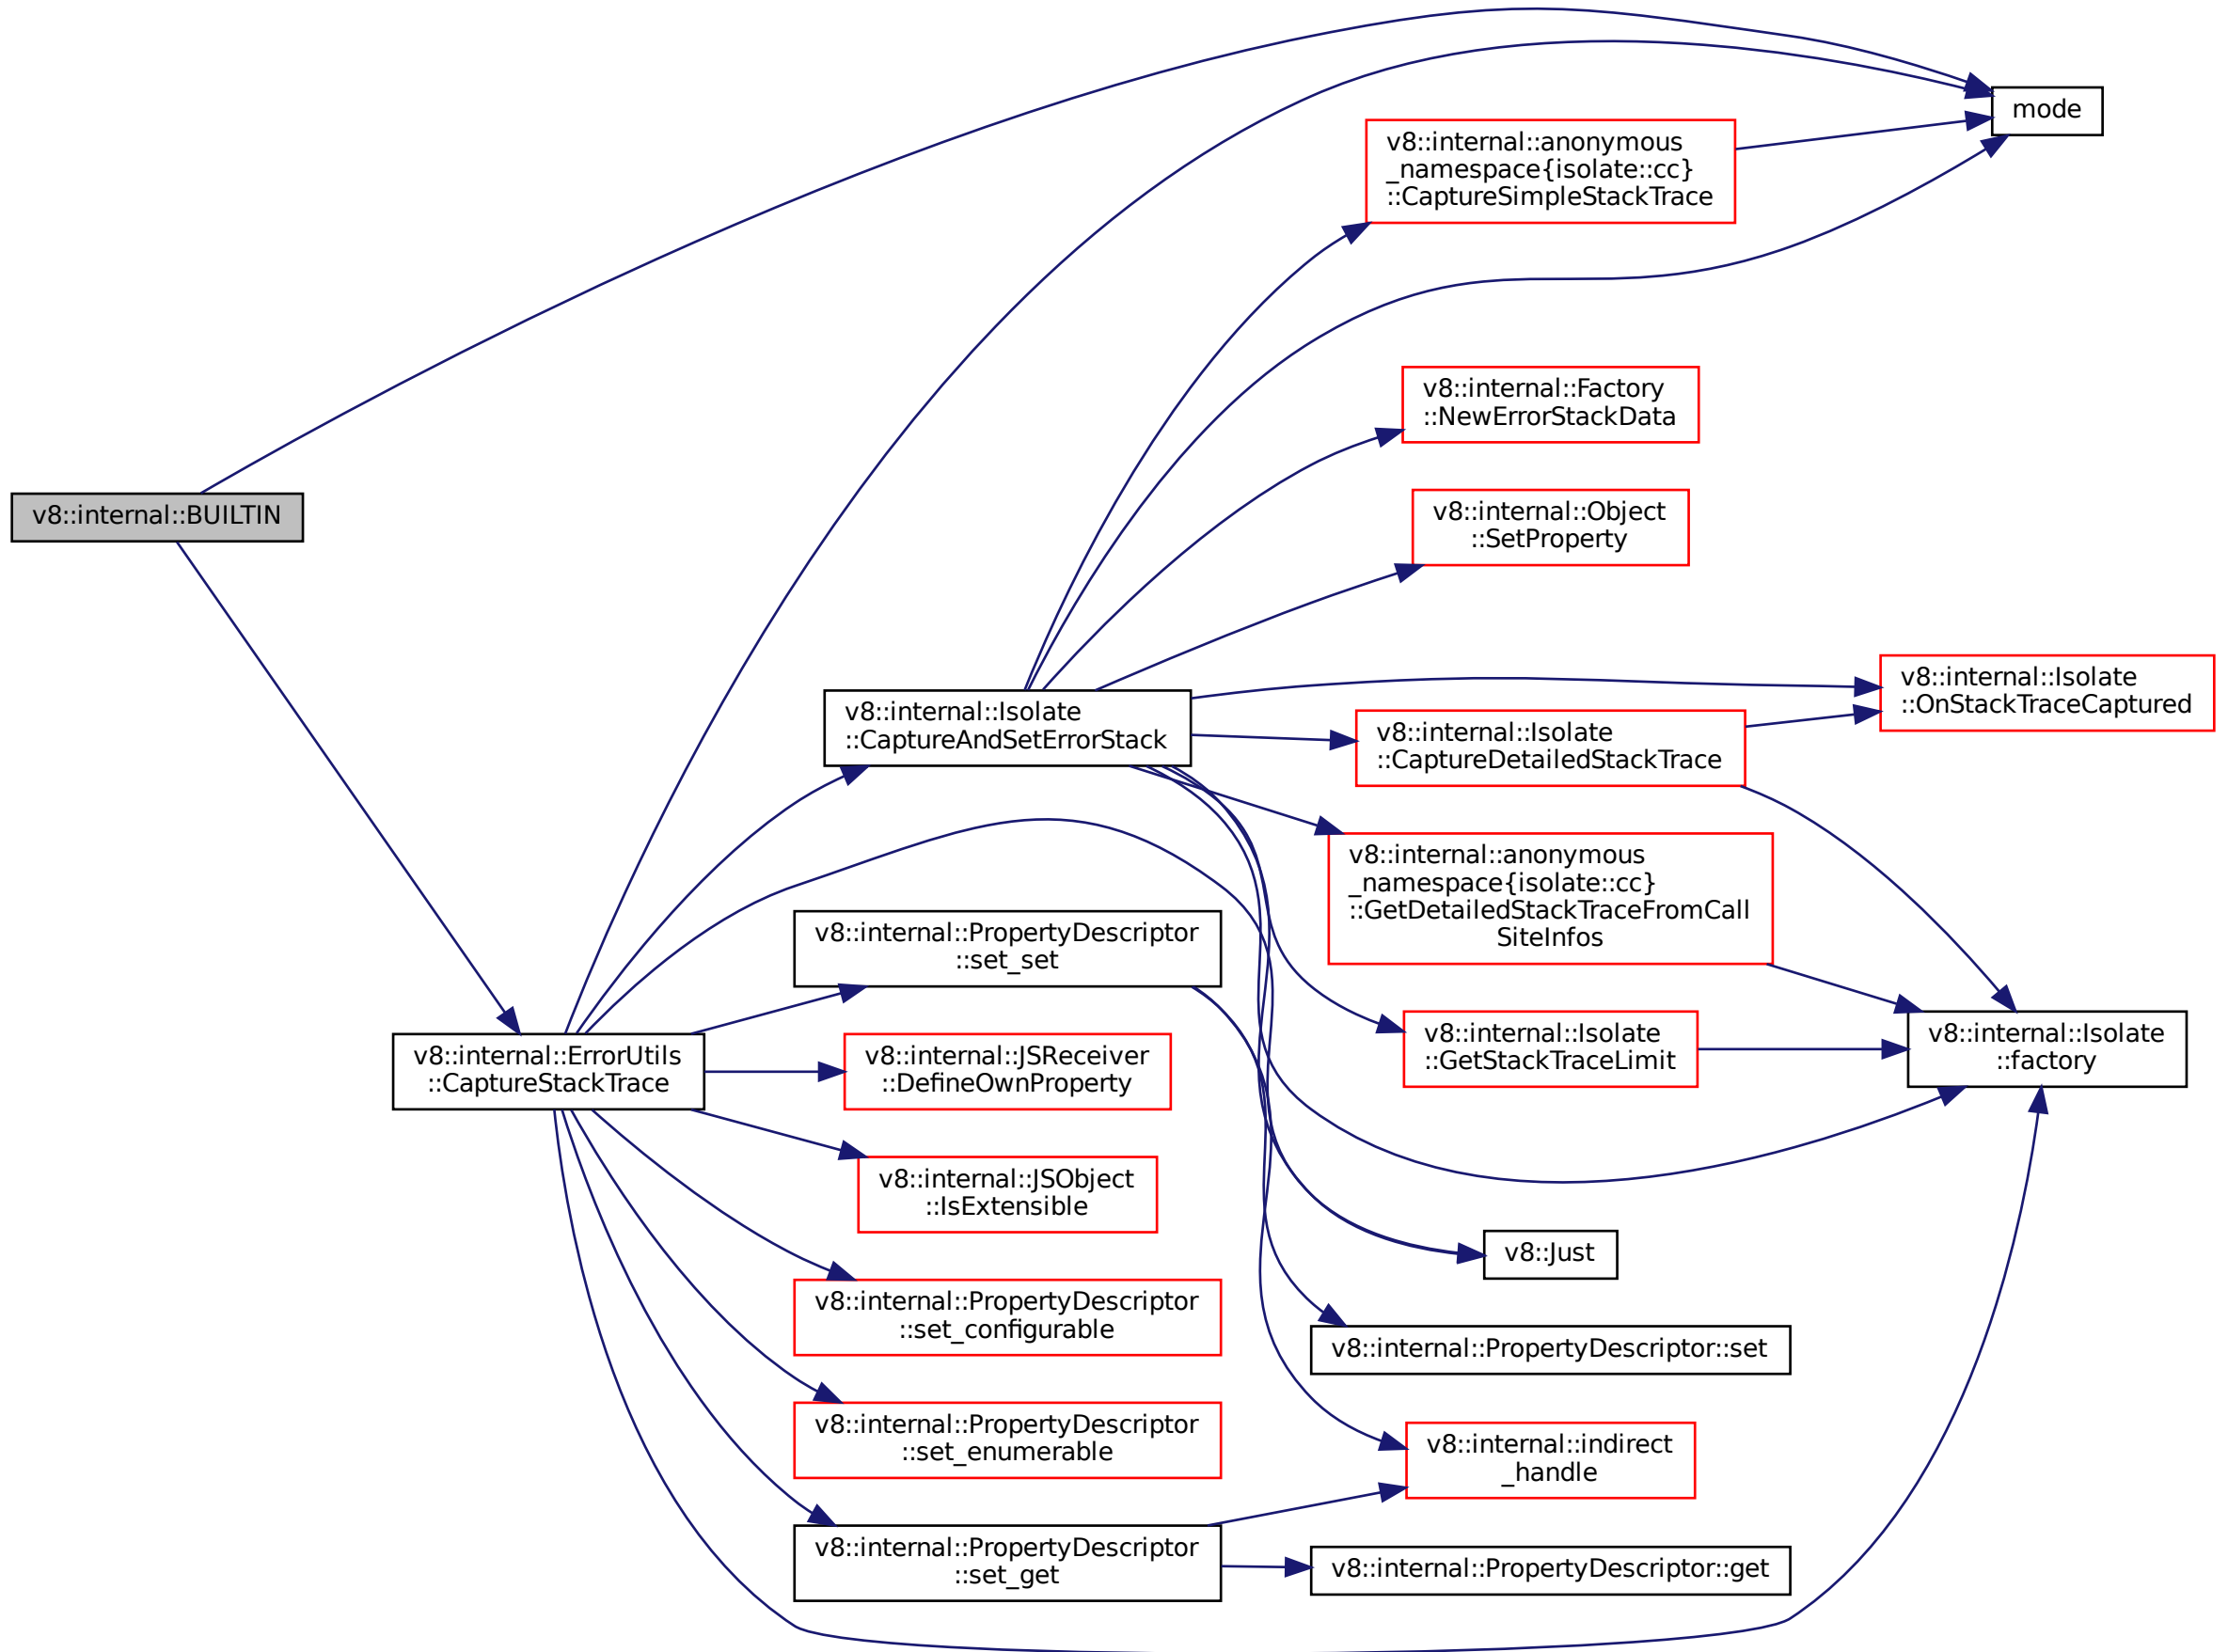 v8::internal::BUILTIN
mode
v8::internal::ErrorUtils
::CaptureStackTrace
v8::internal::Isolate
::CaptureAndSetErrorStack
v8::internal::PropertyDescriptor
::set_set
v8::internal::JSReceiver
::DefineOwnProperty
v8::internal::JSObject
::IsExtensible
v8::internal::PropertyDescriptor
::set_configurable
v8::internal::PropertyDescriptor
::set_enumerable
v8::internal::PropertyDescriptor
::set_get
v8::internal::anonymous
_namespace{isolate::cc}
::CaptureSimpleStackTrace
v8::internal::Factory
::NewErrorStackData
v8::internal::Object
::SetProperty
v8::internal::Isolate
::CaptureDetailedStackTrace
v8::internal::anonymous
_namespace{isolate::cc}
::GetDetailedStackTraceFromCall
SiteInfos
v8::internal::Isolate
::GetStackTraceLimit
v8::Just
v8::internal::PropertyDescriptor::set
v8::internal::indirect
_handle
v8::internal::PropertyDescriptor::get
v8::internal::Isolate
::OnStackTraceCaptured
v8::internal::Isolate
::factory